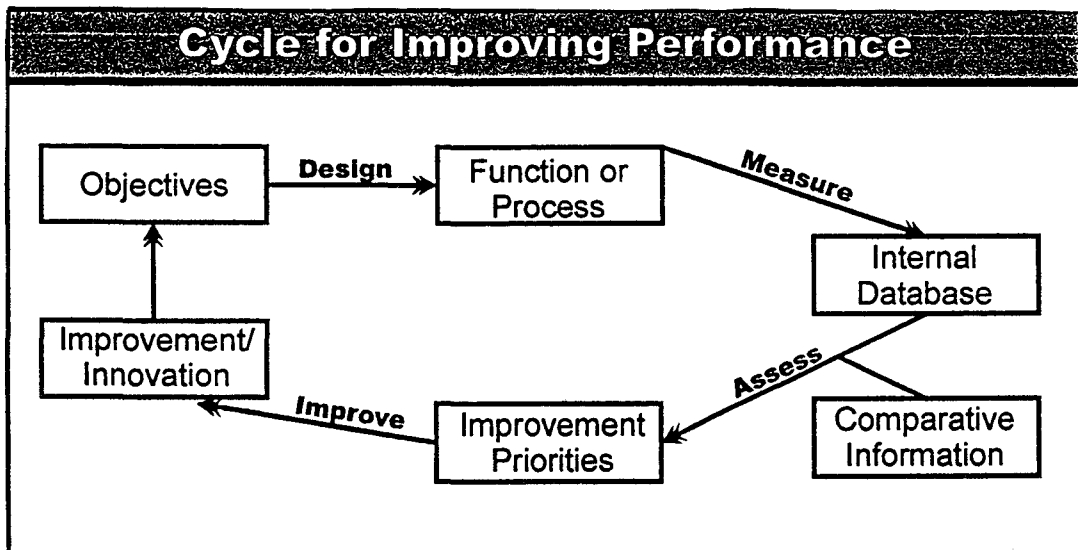 Cycle for Improving Performance
Objectives
Design
Function or
Process
Measure
Internal
Database
Assess
Comparative
Information
Improvement
Priorities
Improve
Improvement/
Innovation